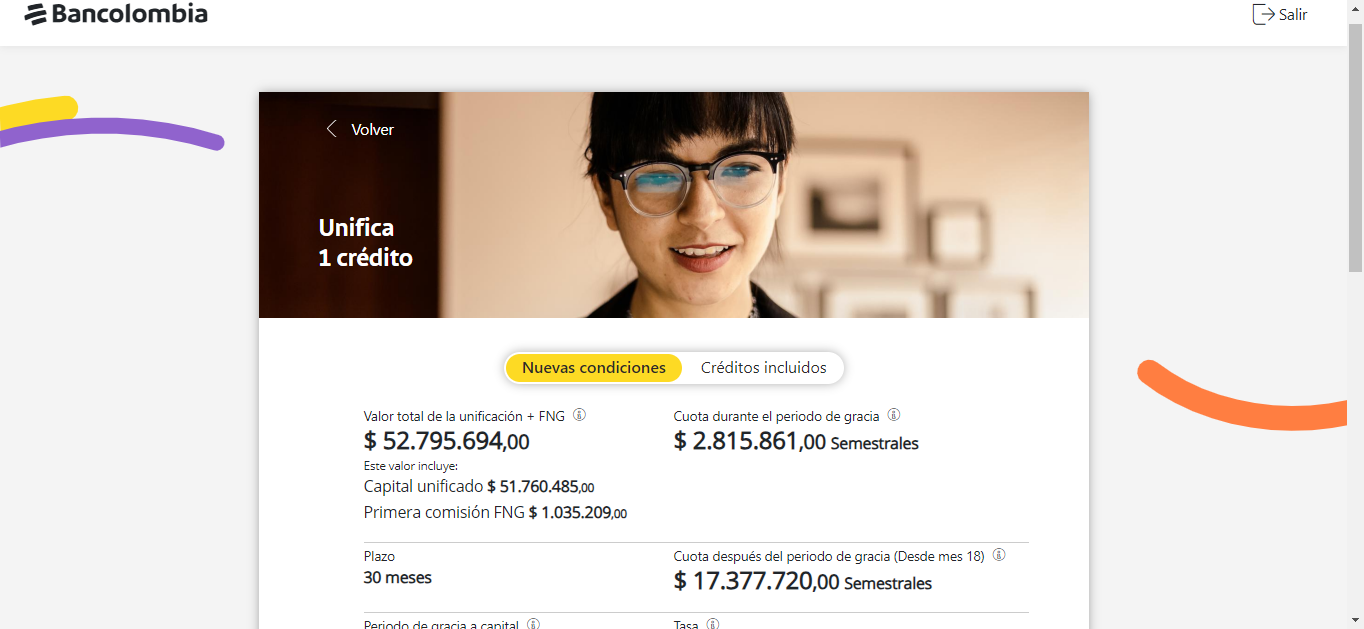 Bancolombia
Salir
Volver
Unifica
1 crédito
Nuevas condiciones
Créditos incluidos
Valor total de la unificación + FNG
$ 52.795.694,00
Este valor incluye:
Capital unificado $ 51.760.485,00
Primera comisión FNG $ 1.035.209,00
Cuota durante el periodo de gracia
$ 2.815.861,00 Semestrales
Plazo
30 meses
Cuota después del periodo de gracia (Desde mes 18)
$ 17.377.720,00 Semestrales
Periodo de gracia a capital
Tasa